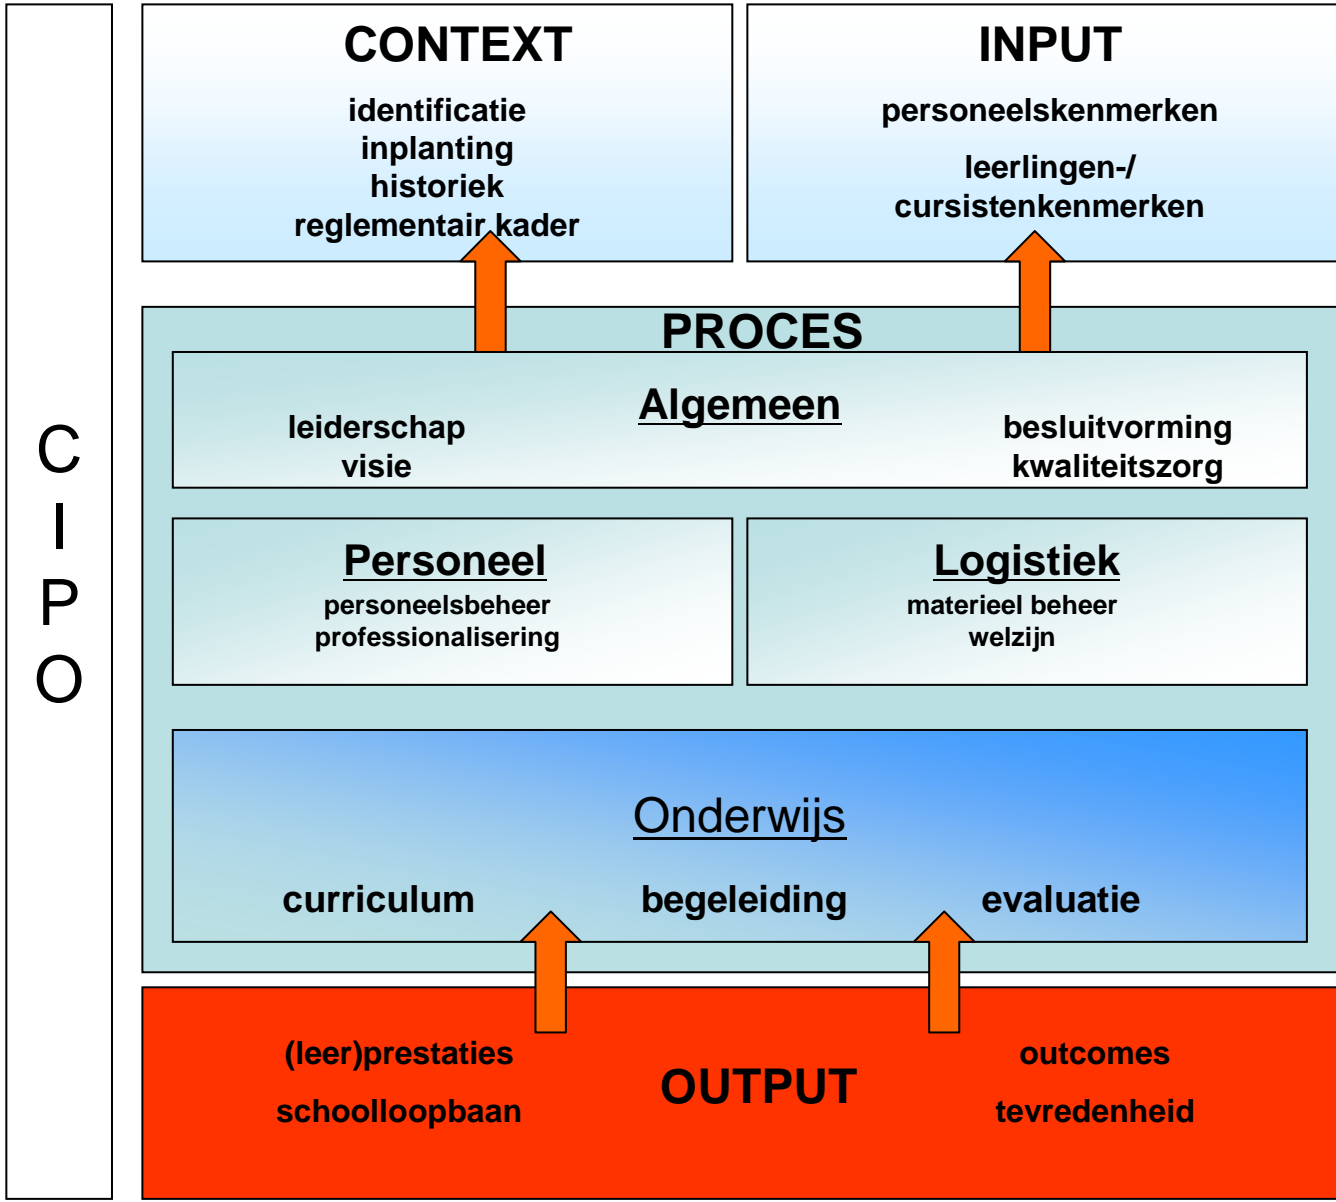 C
I
P
O
CONTEXT
identificatie
inplanting
historiek
reglementair kader
INPUT
personeelskenmerken
leerlingen-/
cursistenkenmerken
PROCES
Algemeen
leiderschap
visie
besluitvorming
kwaliteitszorg
Personeel
personeelsbeheer
professionalisering
Logistiek
materieel beheer
welzijn
Onderwijs
curriculum begeleiding evaluatie
OUTPUT
(leer)prestaties
schoolloopbaan
outcomes
tevredenheid